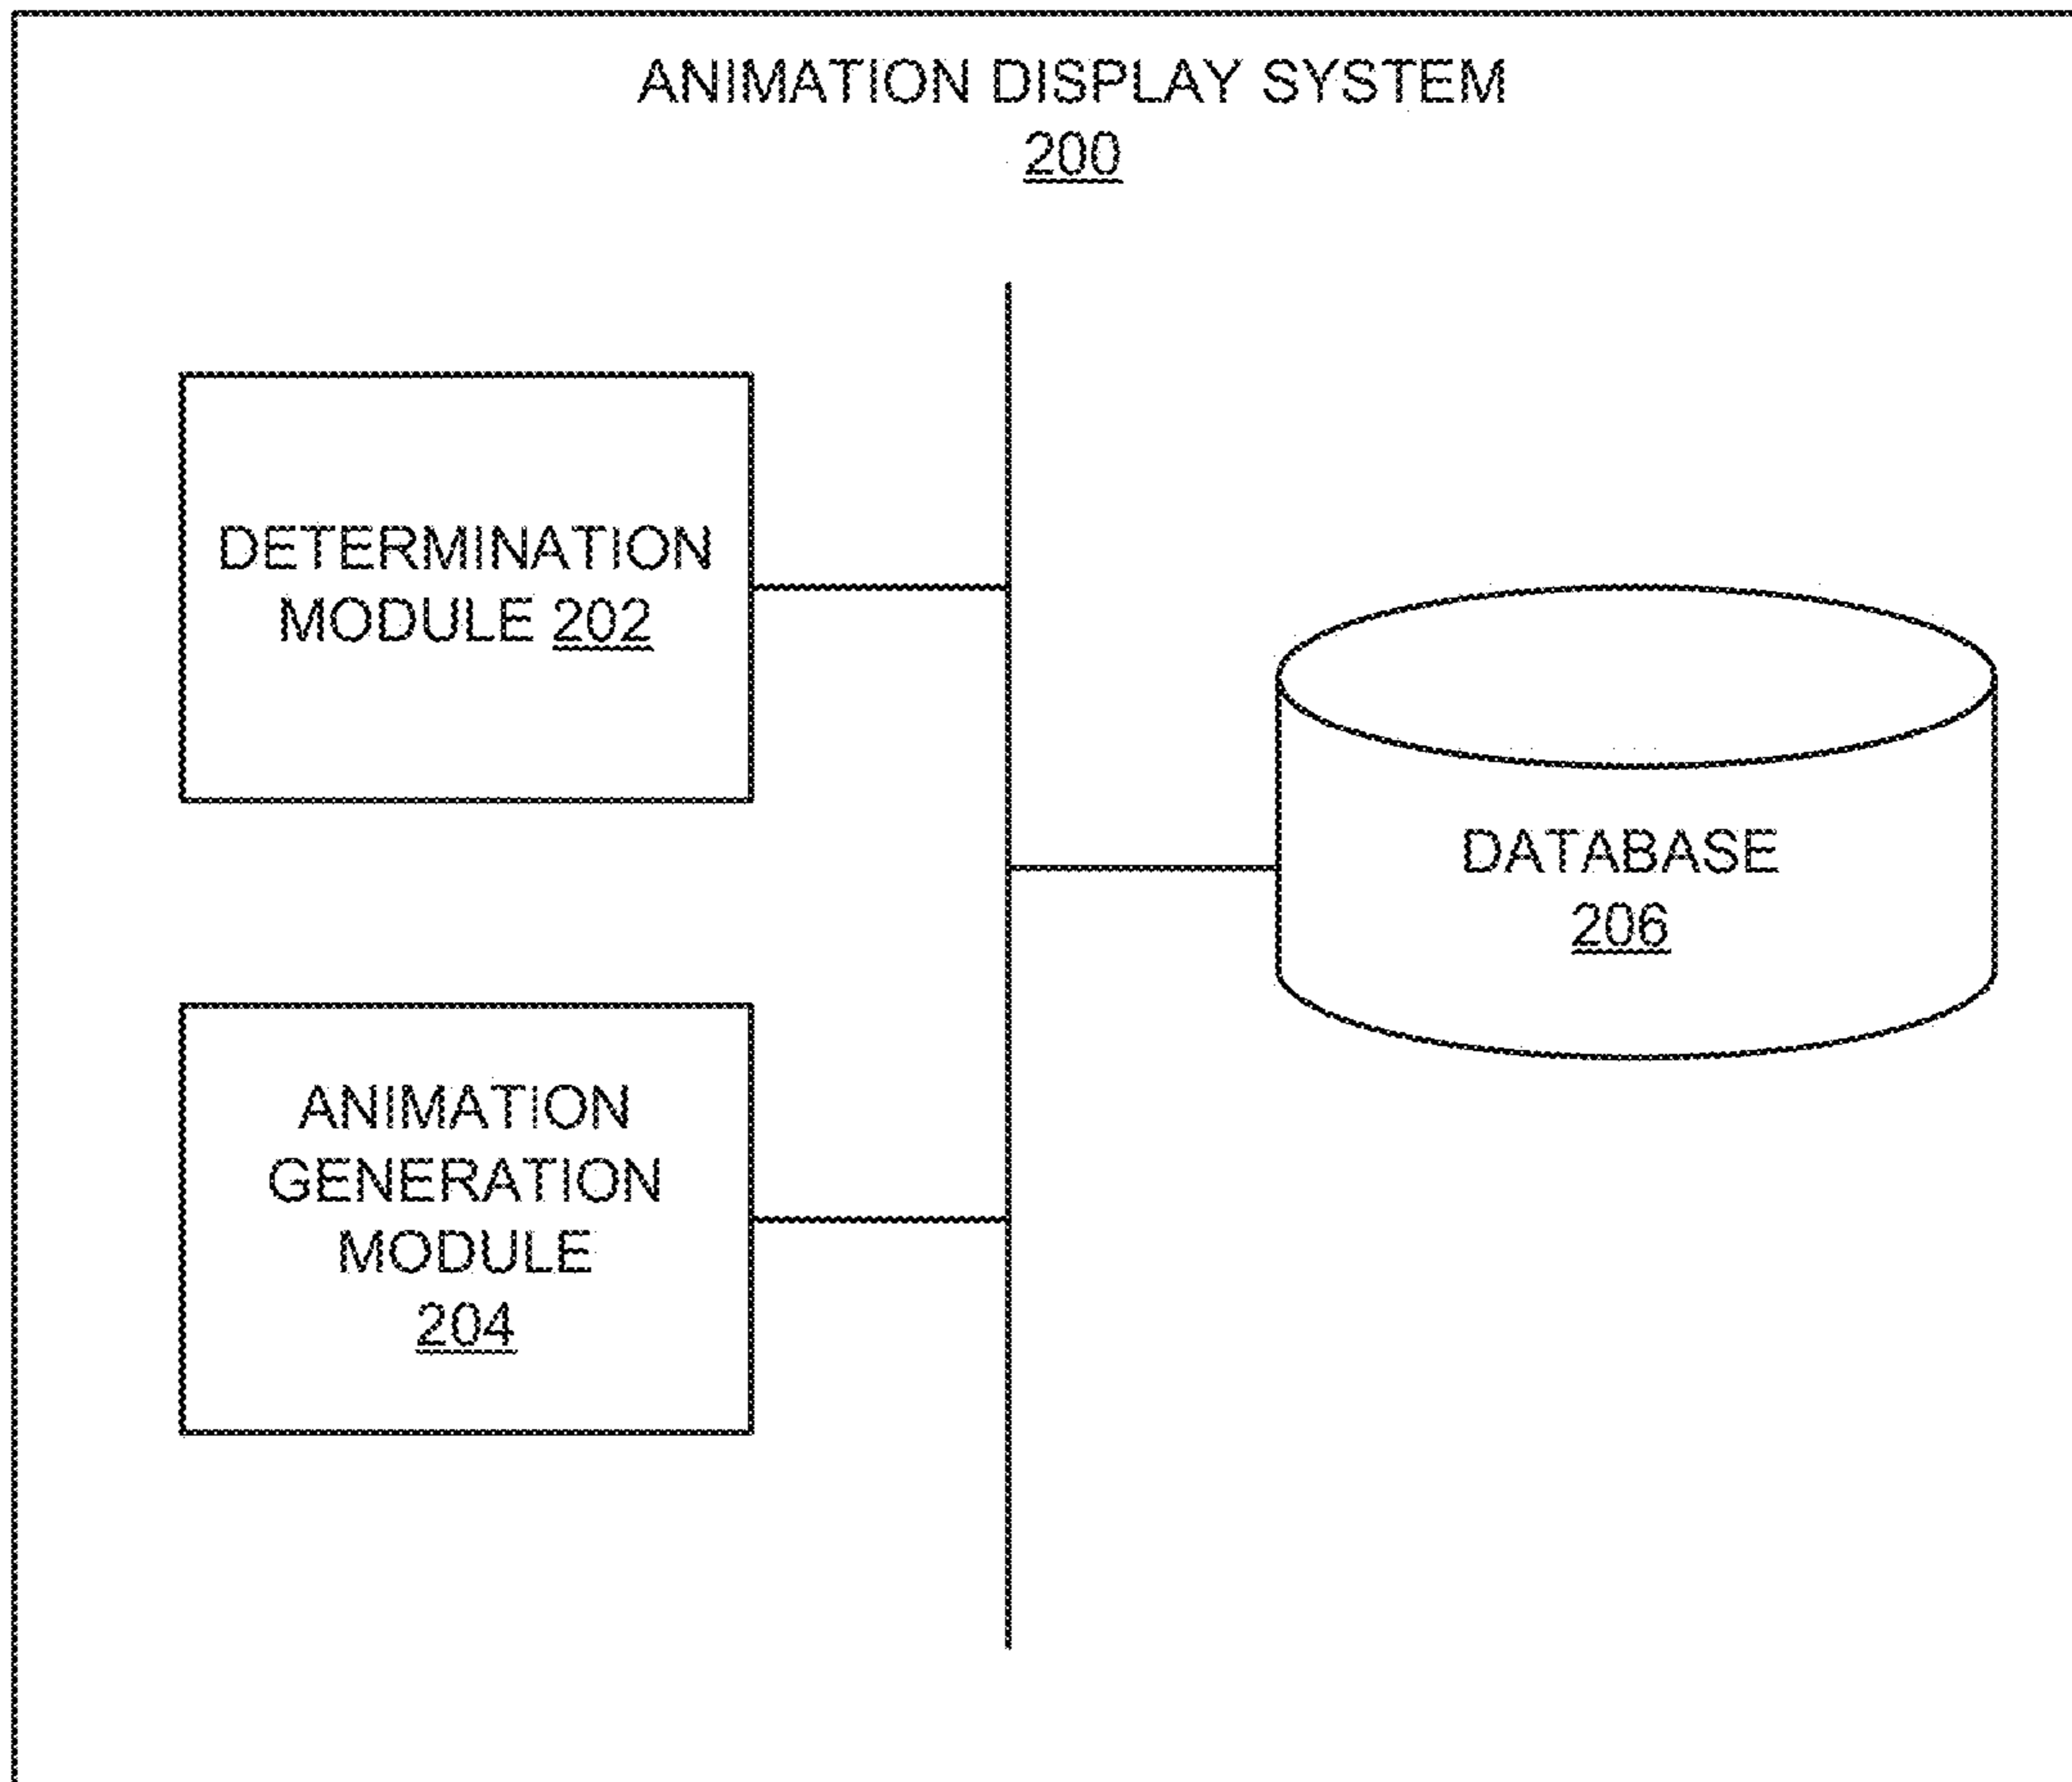 ANIMATION DISPLAY SYSTEM
200
DETERMINATION
MODULE 202
DATABASE
206
ANIMATION
GENERATION
MODULE
204